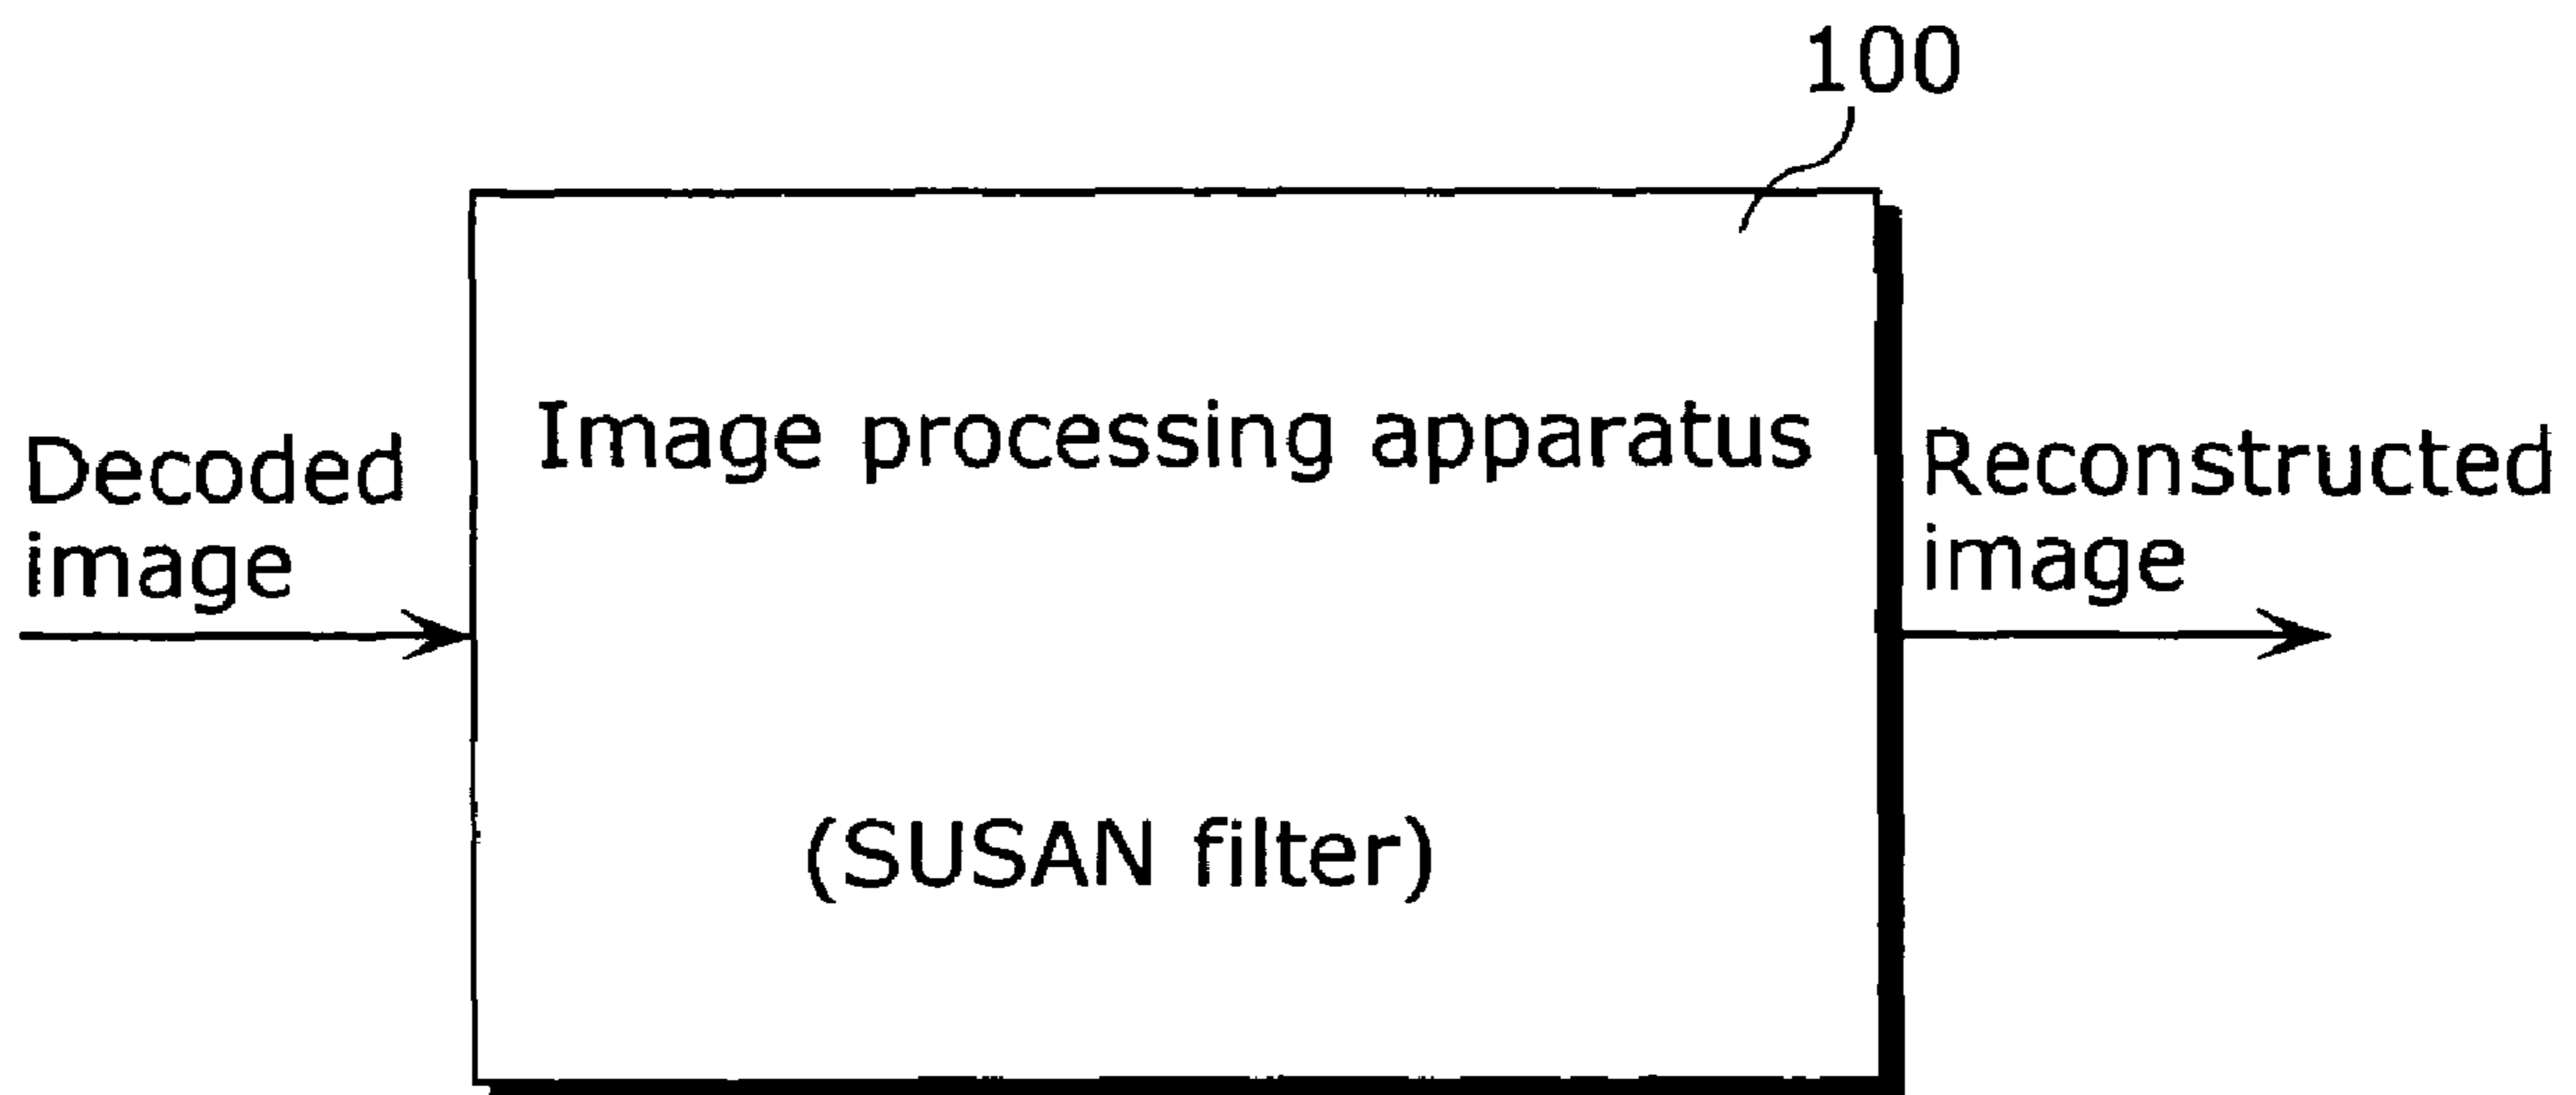 100
Image processing apparatus
(SUSAN filter)
Decoded
image
Reconstructed
image